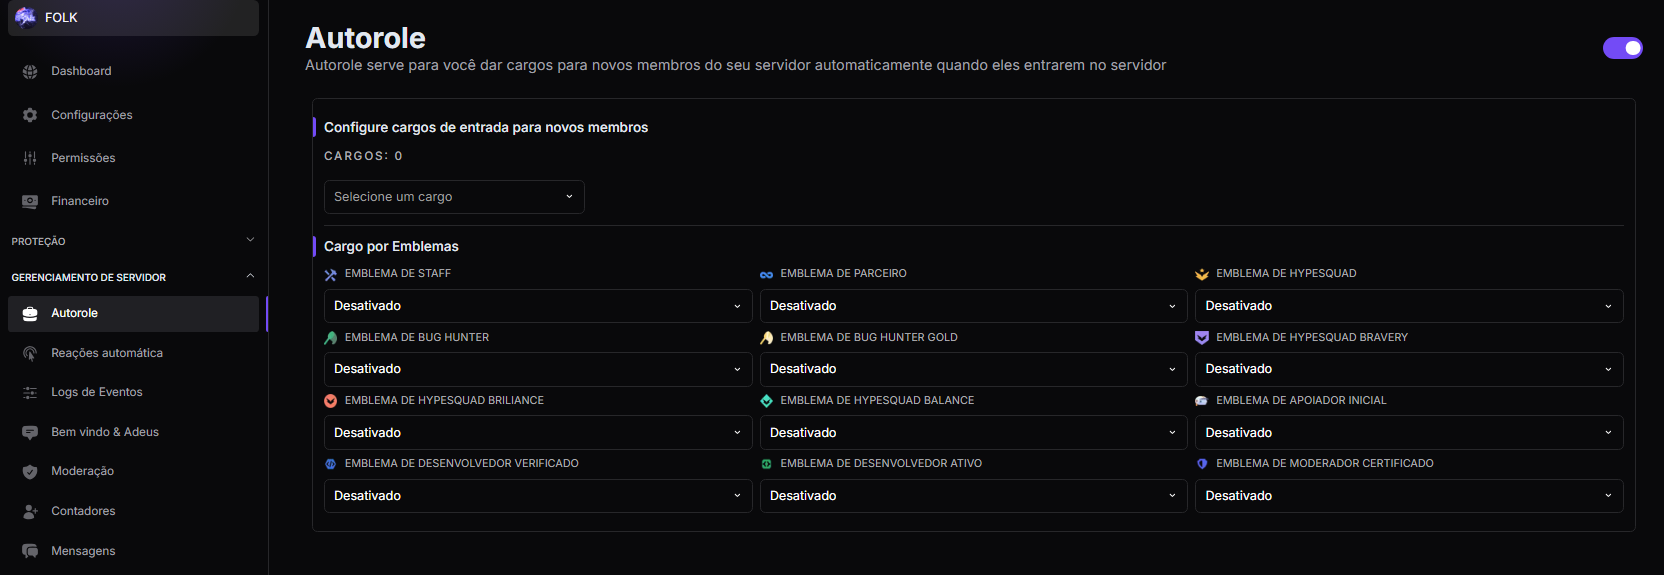 FOLK
Dashboard
Configurações
Permissões
Financeiro
PROTEÇÃO
GERENCIAMENTO DE SERVIDOR
Autorole
Reações automática
Logs de Eventos
Bem vindo & Adeus
Moderação
Contadores
Mensagens
Autorole
Autorole serve para você dar cargos para novos membros do seu servidor automaticamente quando eles entrarem no servidor
Configure cargos de entrada para novos membros
CARGOS: 0
Selecione um cargo
Cargo por Emblemas
EMBLEMA DE STAFF
Desativado
EMBLEMA DE PARCEIRO
Desativado
EMBLEMA DE HYPESQUAD
Desativado
EMBLEMA DE BUG HUNTER
Desativado
EMBLEMA DE BUG HUNTER GOLD
Desativado
EMBLEMA DE HYPESQUAD BRAVERY
Desativado
EMBLEMA DE HYPESQUAD BRILIANCE
Desativado
EMBLEMA DE HYPESQUAD BALANCE
Desativado
EMBLEMA DE APOIADOR INICIAL
Desativado
EMBLEMA DE DESENVOLVEDOR VERIFICADO
Desativado
EMBLEMA DE DESENVOLVEDOR ATIVO
Desativado
EMBLEMA DE MODERADOR CERTIFICADO
Desativado